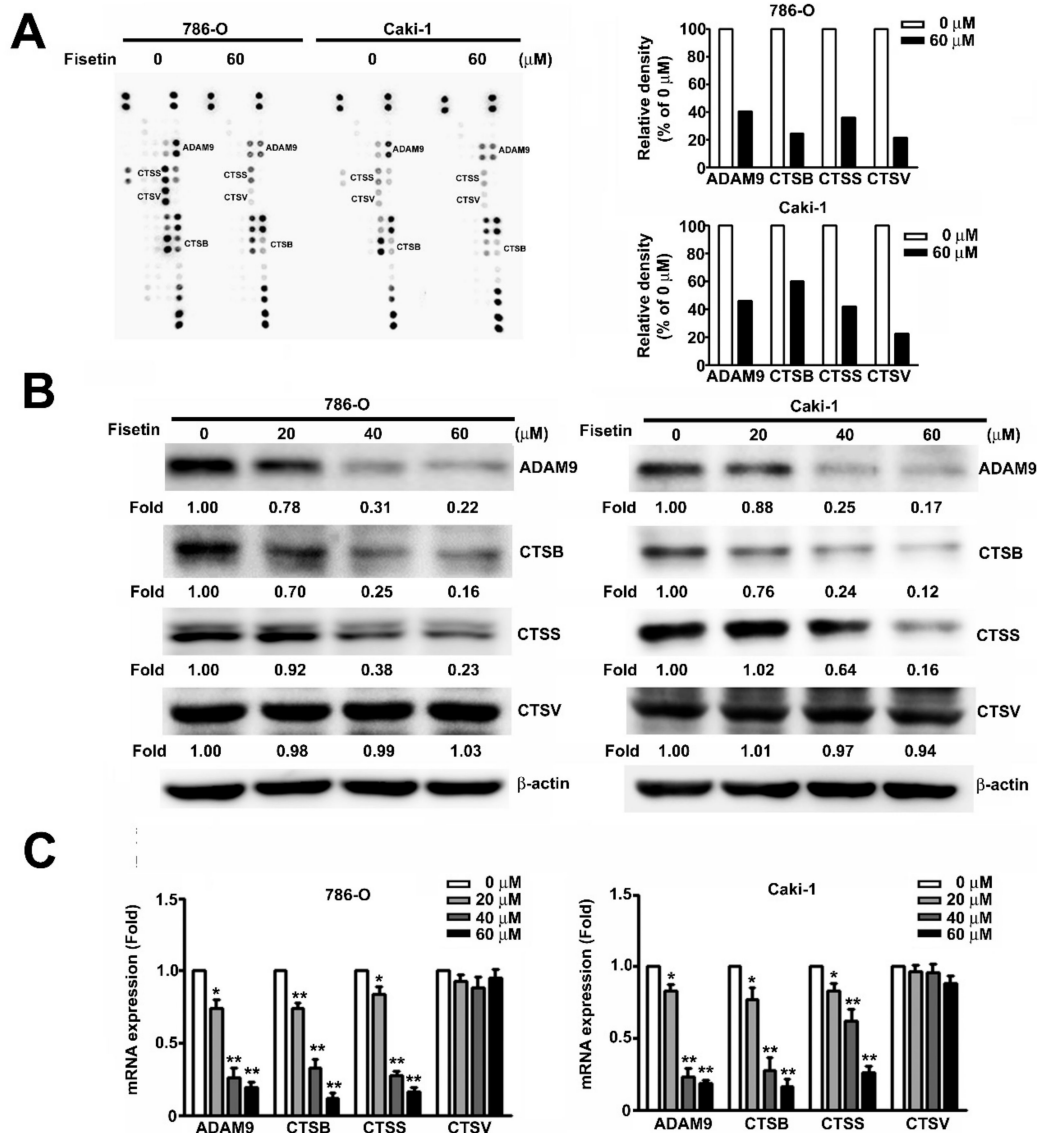 A
786-O
Caki-1
Fisetin 0 60 0 60 (μM)
ADAM9 ADAM9 ADAM9 ADAM9
CTSS CTSS CTSS CTSS
CTSV CTSV CTSV CTSV
CTSB CTSB CTSB CTSB
786-O
0 μM
60 μM
Relative density
(% of 0 μM)
100
80
60
40
20
0
ADAM9 CTSB CTSS CTSV
Caki-1
0 μM
60 μM
Relative density
(% of 0 μM)
100
80
60
40
20
0
ADAM9 CTSB CTSS CTSV
B
786-O
Fisetin 0 20 40 60 (μM)
ADAM9
Fold 1.00 0.78 0.31 0.22
CTSB
Fold 1.00 0.70 0.25 0.16
CTSS
Fold 1.00 0.92 0.38 0.23
CTSV
Fold 1.00 0.98 0.99 1.03
β-actin
Caki-1
Fisetin 0 20 40 60 (μM)
ADAM9
Fold 1.00 0.88 0.25 0.17
CTSB
Fold 1.00 0.76 0.24 0.12
CTSS
Fold 1.00 1.02 0.64 0.16
CTSV
Fold 1.00 1.01 0.97 0.94
β-actin
C
786-O
0 μM
20 μM
40 μM
60 μM
mRNA expression (Fold)
1.5
1.0
0.5
0
* ** ** ** ** ** * ** **
ADAM9 CTSB CTSS CTSV
Caki-1
0 μM
20 μM
40 μM
60 μM
mRNA expression (Fold)
1.5
1.0
0.5
0
* ** ** * ** ** * ** **
ADAM9 CTSB CTSS CTSV